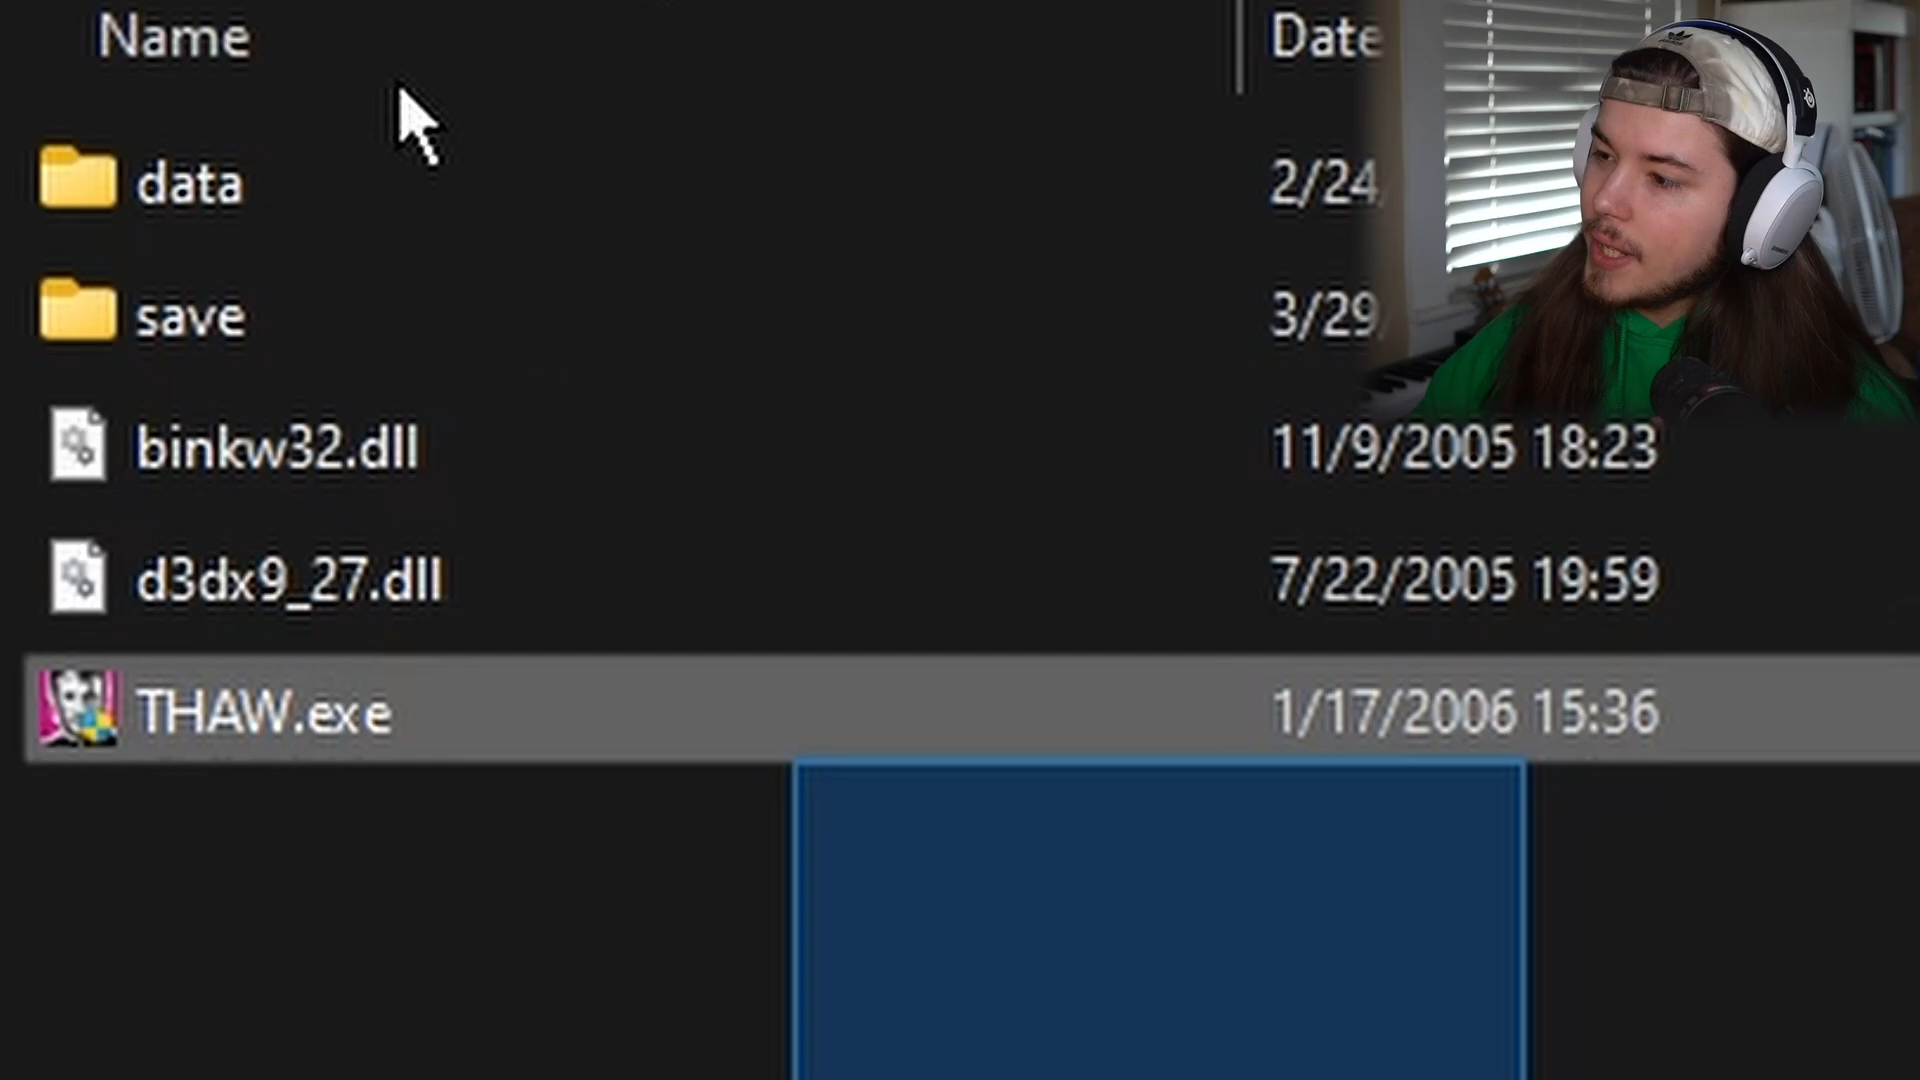 Name Date
data 2/24
save 3/29
binkw32.dll 11/9/2005 18:23
d3dx9_27.dll 7/22/2005 19:59
THAW.exe 1/17/2006 15:36